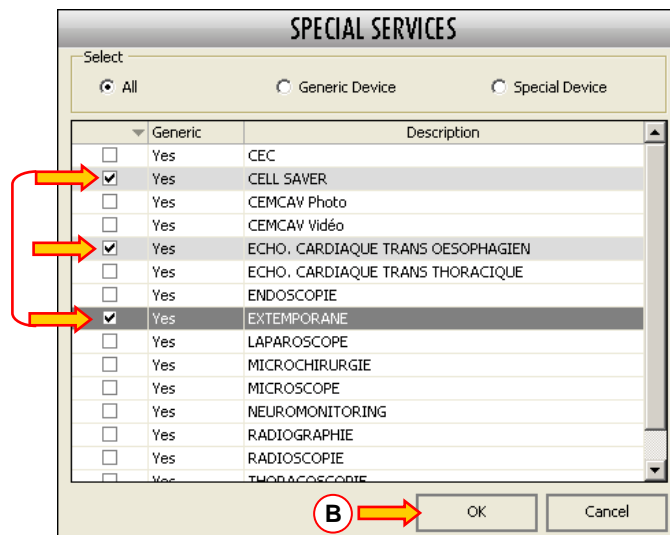 SPECIAL SERVICES
Select
All Generic Device Special Device
Generic Description
Yes CEC
Yes CELL SAVER
Yes CEMCAV Photo
Yes CEMCAV Vidéo
Yes ECHO. CARDIAQUE TRANS OESOPHAGIEN
Yes ECHO. CARDIAQUE TRANS THORACIQUE
Yes ENDOSCOPIE
Yes EXTEMPORANE
Yes LAPAROSCOPE
Yes MICROCHIRURGIE
Yes MICROSCOPE
Yes NEUROMONITORING
Yes RADIOGRAPHIE
Yes RADIOSCOPIE
Yes THORACOSCOPIE
B OK Cancel